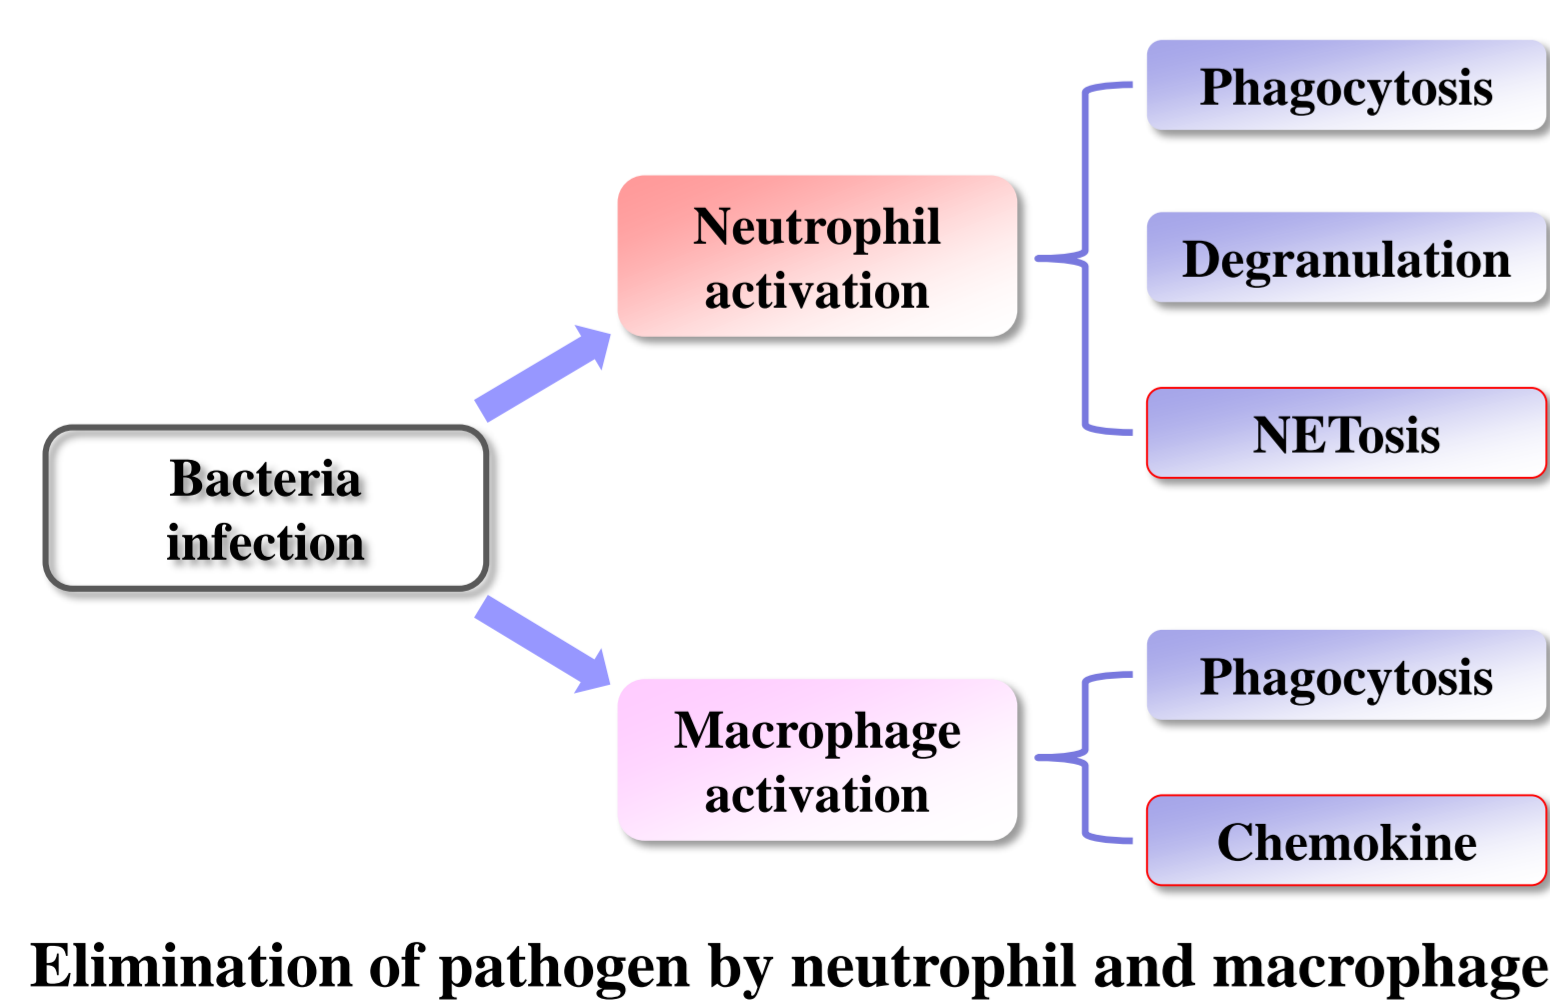 Phagocytosis
Neutrophil
activation
Degranulation
NETosis
Bacteria
infection
Phagocytosis
Macrophage
activation
Chemokine
Elimination of pathogen by neutrophil and macrophage